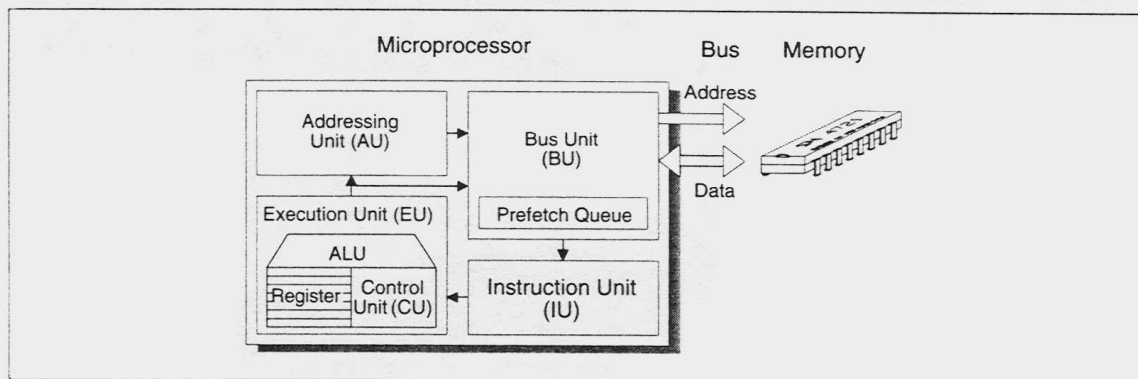 Microprocessor
Bus
Memory
Addressing
Unit (AU)
Bus Unit
(BU)
Prefetch Queue
Address
Data
Execution Unit (EU)
ALU
Register
Control
Unit (CU)
Instruction Unit
(IU)